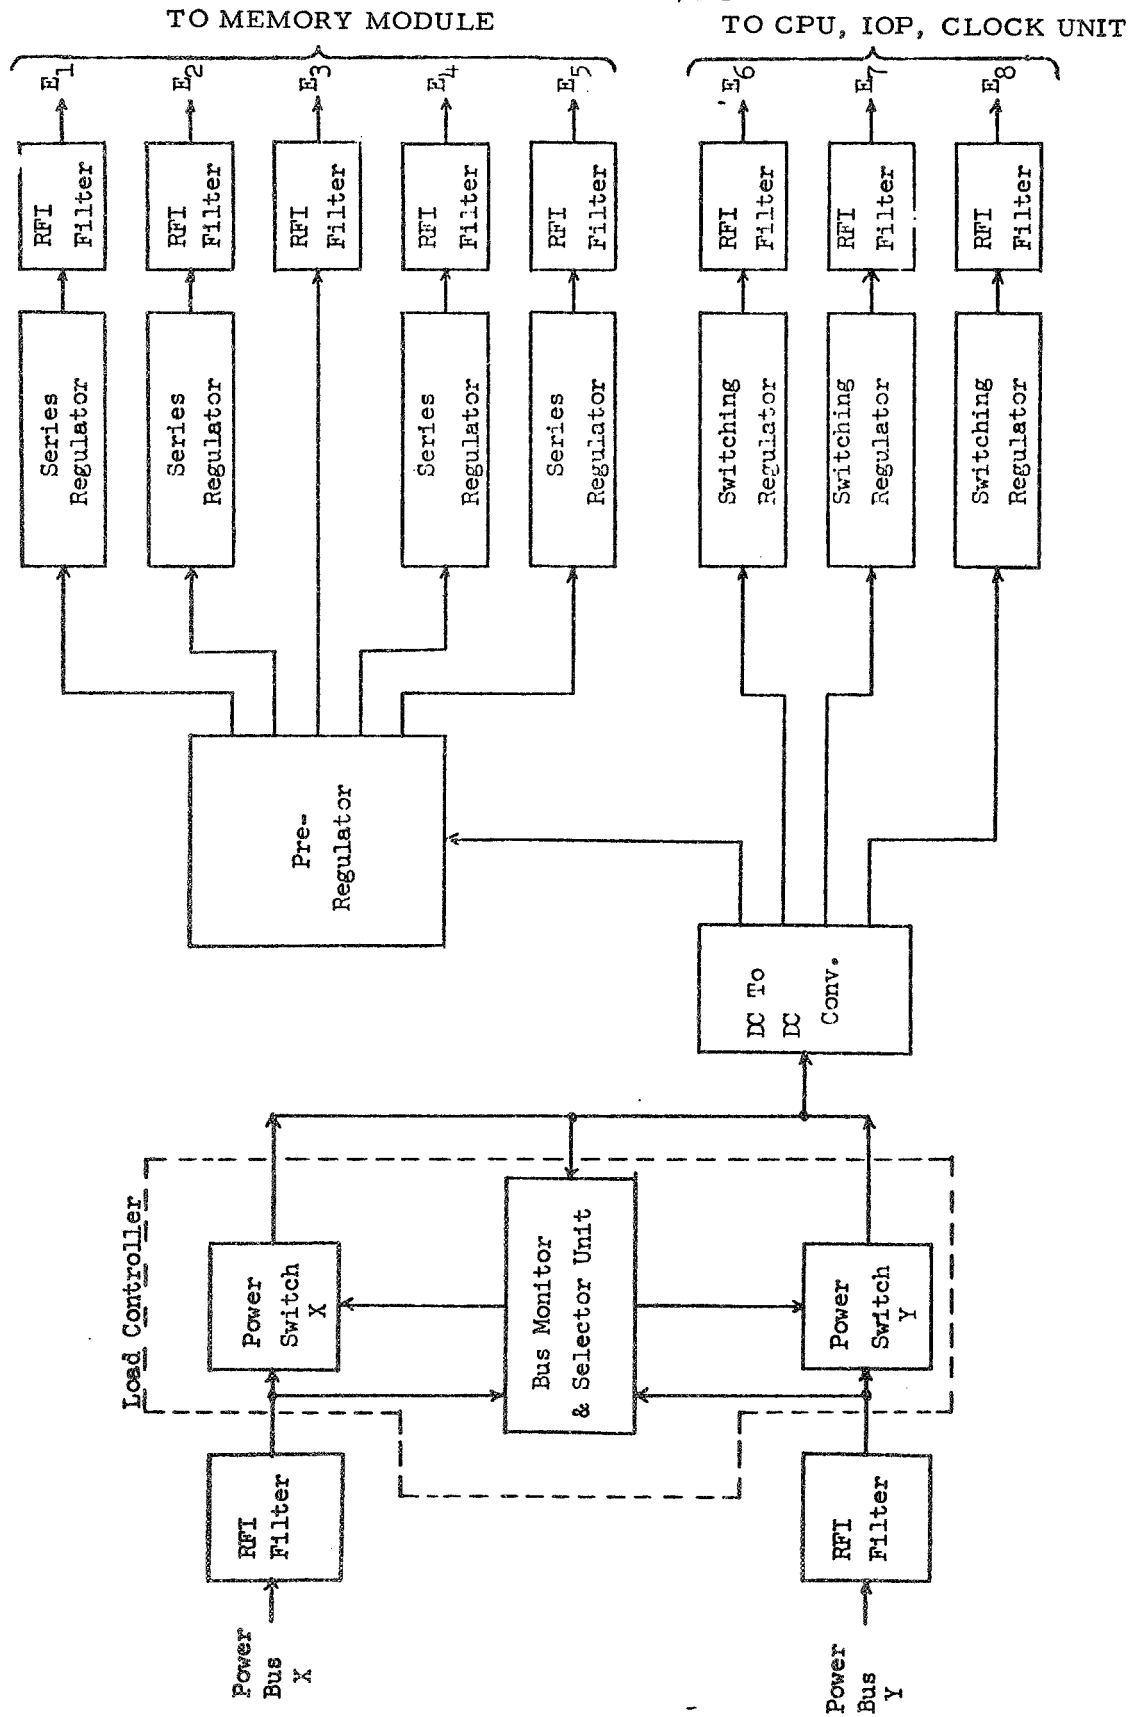 TO MEMORY MODULE
TO CPU, IOP, CLOCK UNIT
E1
E2
E3
E4
E5
E6
E7
E8
RFI
Filter
RFI
Filter
RFI
Filter
RFI
Filter
RFI
Filter
RFI
Filter
RFI
Filter
RFI
Filter
Series
Regulator
Series
Regulator
Series
Regulator
Series
Regulator
Switching
Regulator
Switching
Regulator
Switching
Regulator
Pre-
Regulator
DC To
DC
Conv.
Load Controller
Power
Switch
X
Bus Monitor
& Selector Unit
Power
Switch
Y
RFI
Filter
RFI
Filter
Power
Bus
X
Power
Bus
Y